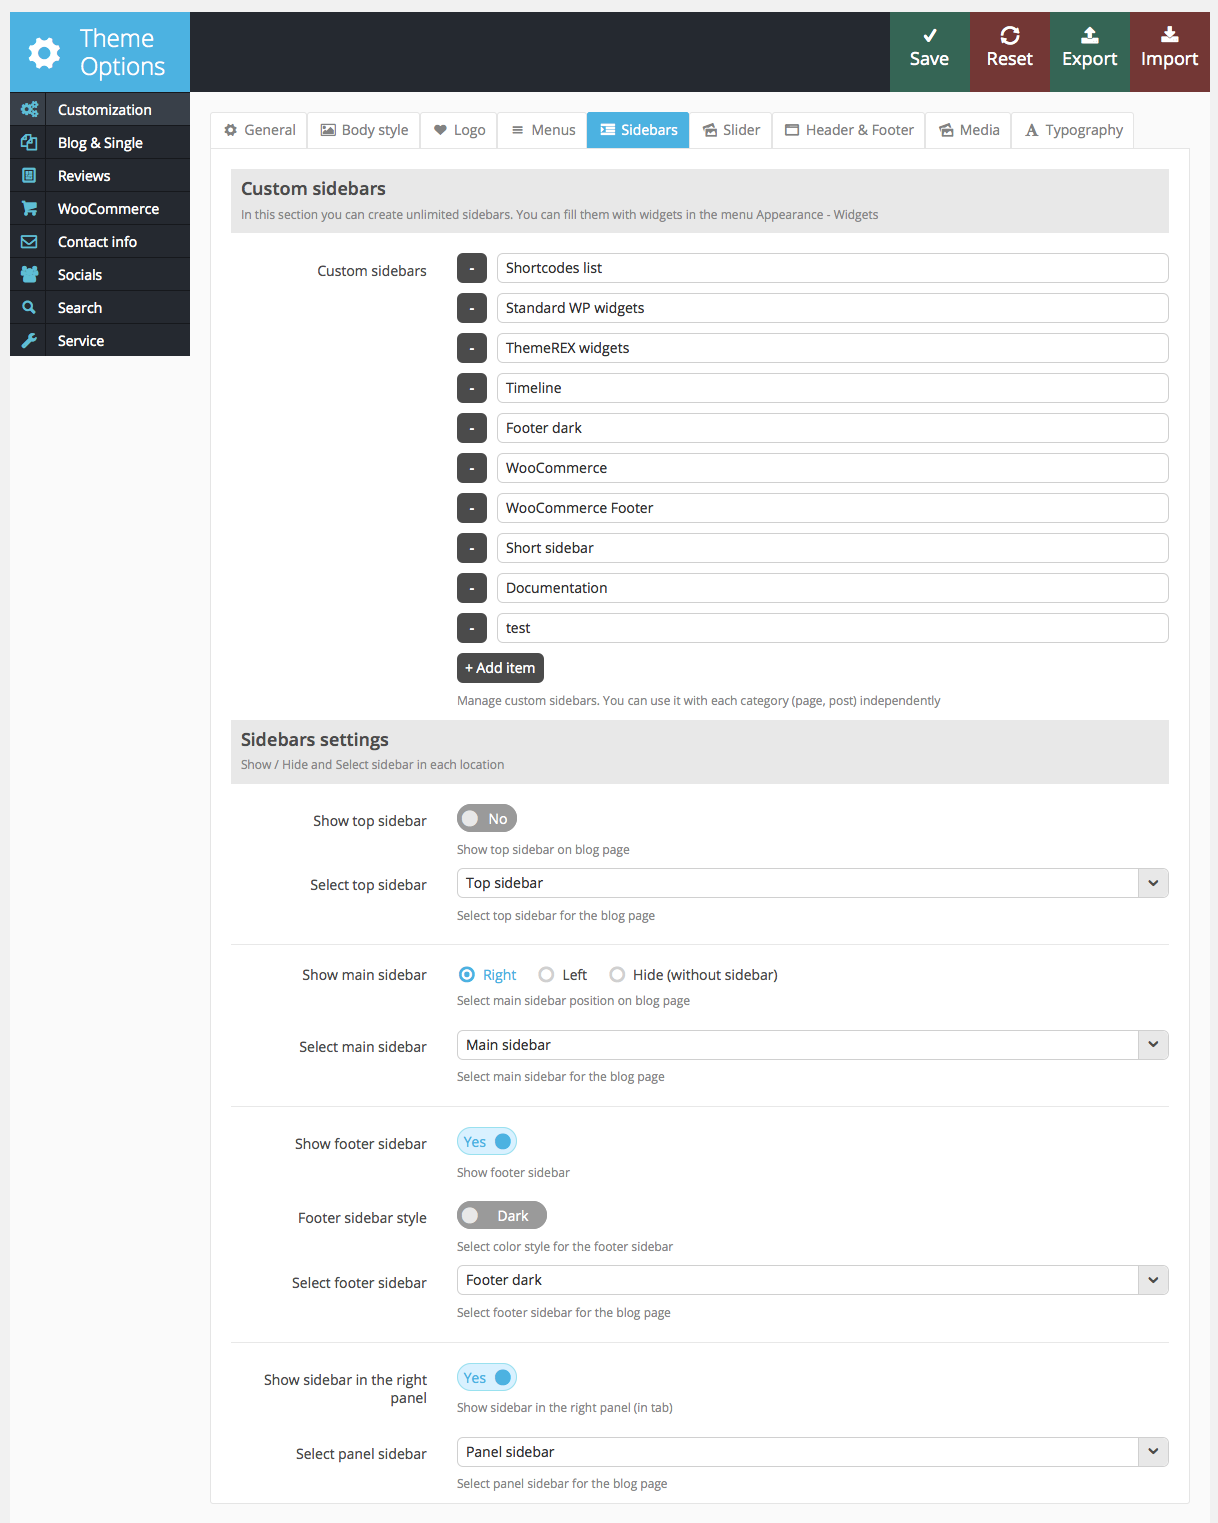 Theme
Options
Save
Reset
Export
Import
Customization
Blog & Single
Reviews
WooCommerce
Contact info
Socials
Search
Service
General
Body style
Logo
Menus
Sidebars
Slider
Header & Footer
Media
Typography
Custom sidebars
In this section you can create unlimited sidebars. You can fill them with widgets in the menu Appearance - Widgets
Custom sidebars
- Shortcodes list
- Standard WP widgets
- ThemeREX widgets
- Timeline
- Footer dark
- WooCommerce
- WooCommerce Footer
- Short sidebar
- Documentation
- test
+ Add item
Manage custom sidebars. You can use it with each category (page, post) independently
Sidebars settings
Show / Hide and Select sidebar in each location
Show top sidebar
No
Show top sidebar on blog page
Select top sidebar
Top sidebar
Select top sidebar for the blog page
Show main sidebar
Right
Left
Hide (without sidebar)
Select main sidebar position on blog page
Select main sidebar
Main sidebar
Select main sidebar for the blog page
Show footer sidebar
Yes
Show footer sidebar
Footer sidebar style
Dark
Select color style for the footer sidebar
Select footer sidebar
Footer dark
Select footer sidebar for the blog page
Show sidebar in the right
panel
Yes
Show sidebar in the right panel (in tab)
Select panel sidebar
Panel sidebar
Select panel sidebar for the blog page